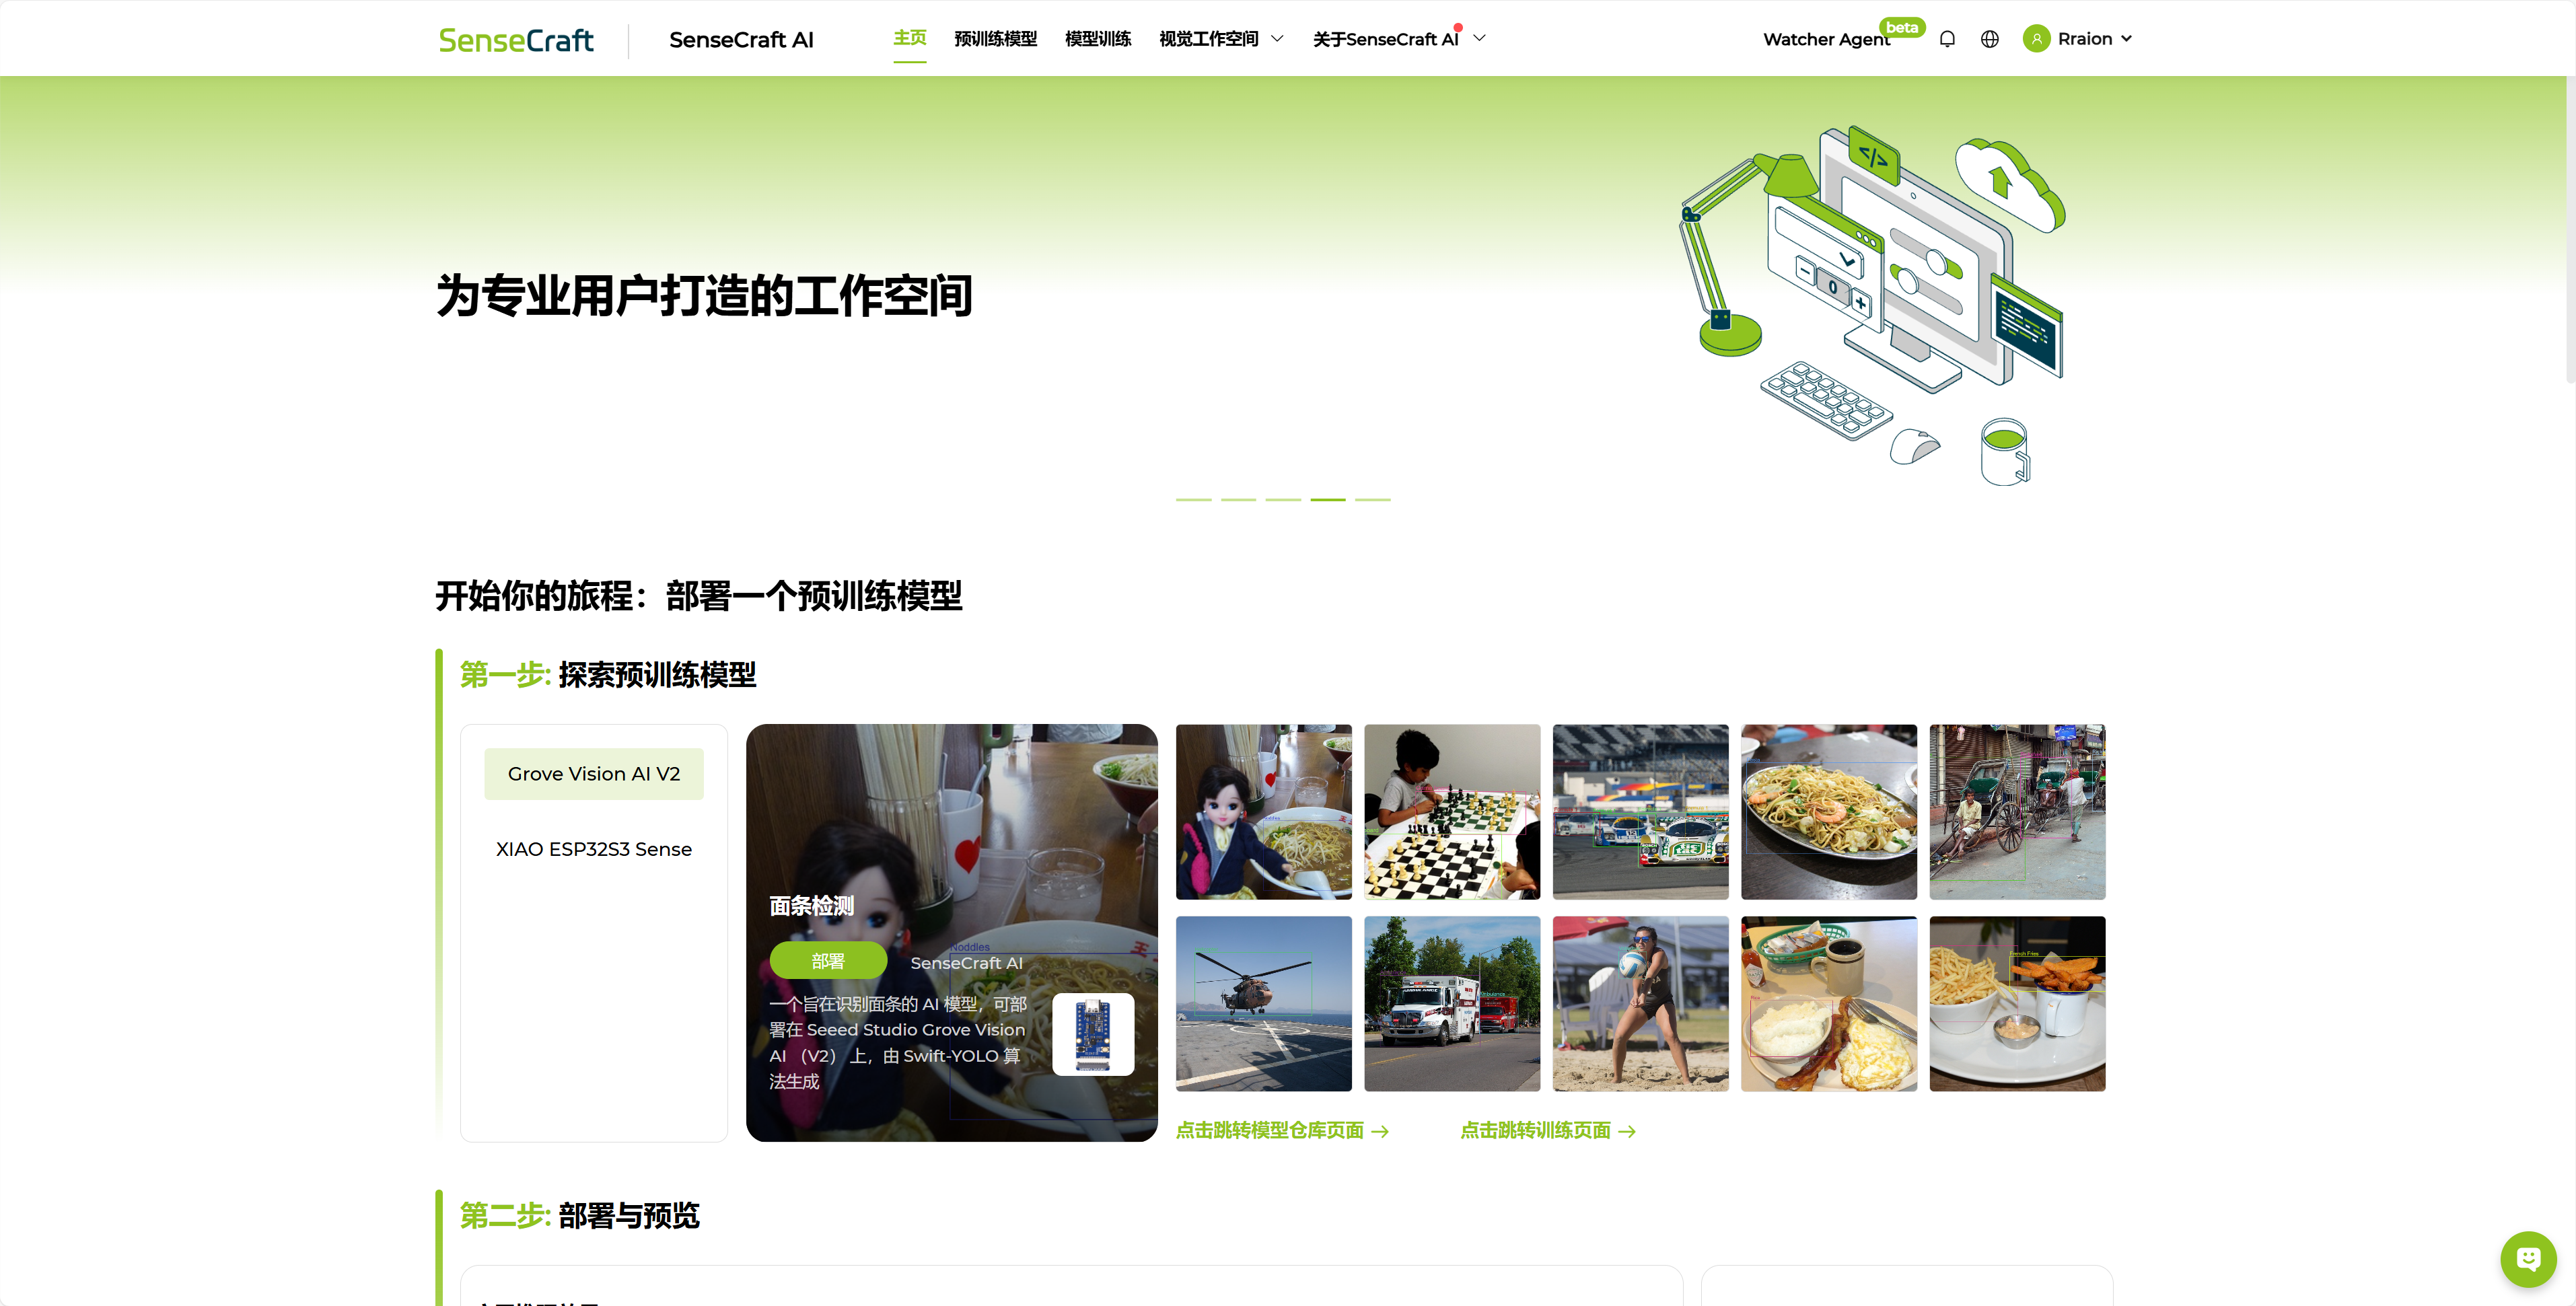 SenseCraft
SenseCraft AI
主页
预训练模型
模型训练
视觉工作空间
关于SenseCraft AI
Watcher Agent
beta
Rraion
</>
0
为专业用户打造的工作空间
开始你的旅程：部署一个预训练模型
第一步: 探索预训练模型
Grove Vision AI V2
XIAO ESP32S3 Sense
Noddles
面条检测
部署
SenseCraft AI
一个旨在识别面条的 AI 模型，可部
署在 Seeed Studio Grove Vision
AI （V2） 上，由 Swift-YOLO 算
法生成
French Fries
点击跳转模型仓库页面
点击跳转训练页面
第二步: 部署与预览